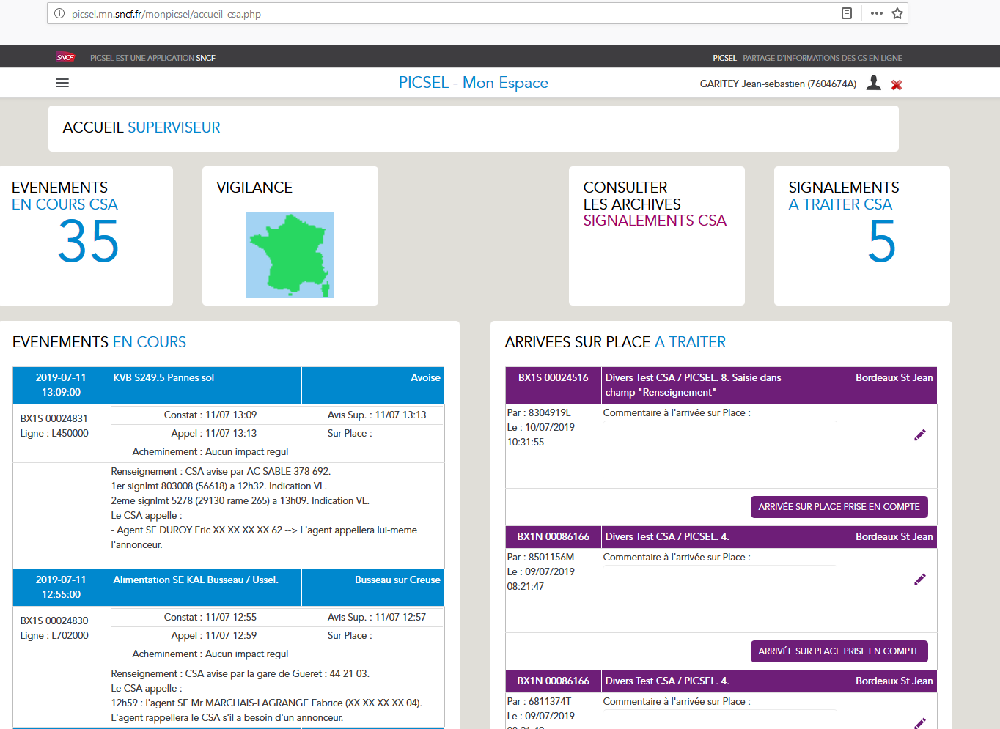 picsel.mn.sncf.fr/monpicsel/accueil-csa.php
SNCF PICSEL EST UNE APPLICATION SNCF
PICSEL - PARTAGE D'INFORMATIONS DES CS EN LIGNE
PICSEL - Mon Espace
GARITEY Jean-sebastien (7604674A)
ACCUEIL SUPERVISEUR
EVENEMENTS
EN COURS CSA
35
VIGILANCE
CONSULTER
LES ARCHIVES
SIGNALEMENTS CSA
SIGNALEMENTS
A TRAITER CSA
5
EVENEMENTS EN COURS
2019-07-11
13:09:00
KVB S249.5 Pannes sol
Avoise
BX1S 00024831
Ligne : L450000
Constat : 11/07 13:09
Avis Sup. : 11/07 13:13
Appel : 11/07 13:13
Sur Place :
Acheminement : Aucun impact regul
Renseignement : CSA avise par AC SABLE 378 692.
1er signlmt 803008 (56618) a 12h32. Indication VL.
2eme signlmt 5278 (29130 rame 265) a 13h09. Indication VL.
Le CSA appelle :
- Agent SE DUROY Eric XX XX XX XX 62 --> L'agent appellera lui-meme
l'annonceur.
2019-07-11
12:55:00
Alimentation SE KAL Busseau / Ussel.
Busseau sur Creuse
BX1S 00024830
Ligne : L702000
Constat : 11/07 12:55
Avis Sup. : 11/07 12:57
Appel : 11/07 12:59
Sur Place :
Acheminement : Aucun impact regul
Renseignement : CSA avise par la gare de Gueret : 44 21 03.
Le CSA appelle :
12h59 : l'agent SE Mr MARCHAIS-LAGRANGE Fabrice (XX XX XX XX 04).
L'agent rappellera le CSA s'il a besoin d'un annonceur.
ARRIVEES SUR PLACE A TRAITER
BX1S 00024516
Divers Test CSA / PICSEL. 8. Saisie dans
champ "Renseignement"
Bordeaux St Jean
Par : 8304919L
Le : 10/07/2019
10:31:55
Commentaire à l'arrivée sur Place :
ARRIVÉE SUR PLACE PRISE EN COMPTE
BX1N 00086166
Divers Test CSA / PICSEL. 4.
Bordeaux St Jean
Par : 8501156M
Le : 09/07/2019
08:21:47
Commentaire à l'arrivée sur Place :
ARRIVÉE SUR PLACE PRISE EN COMPTE
BX1N 00086166
Divers Test CSA / PICSEL. 4.
Bordeaux St Jean
Par : 6811374T
Le : 09/07/2019
Commentaire à l'arrivée sur Place :